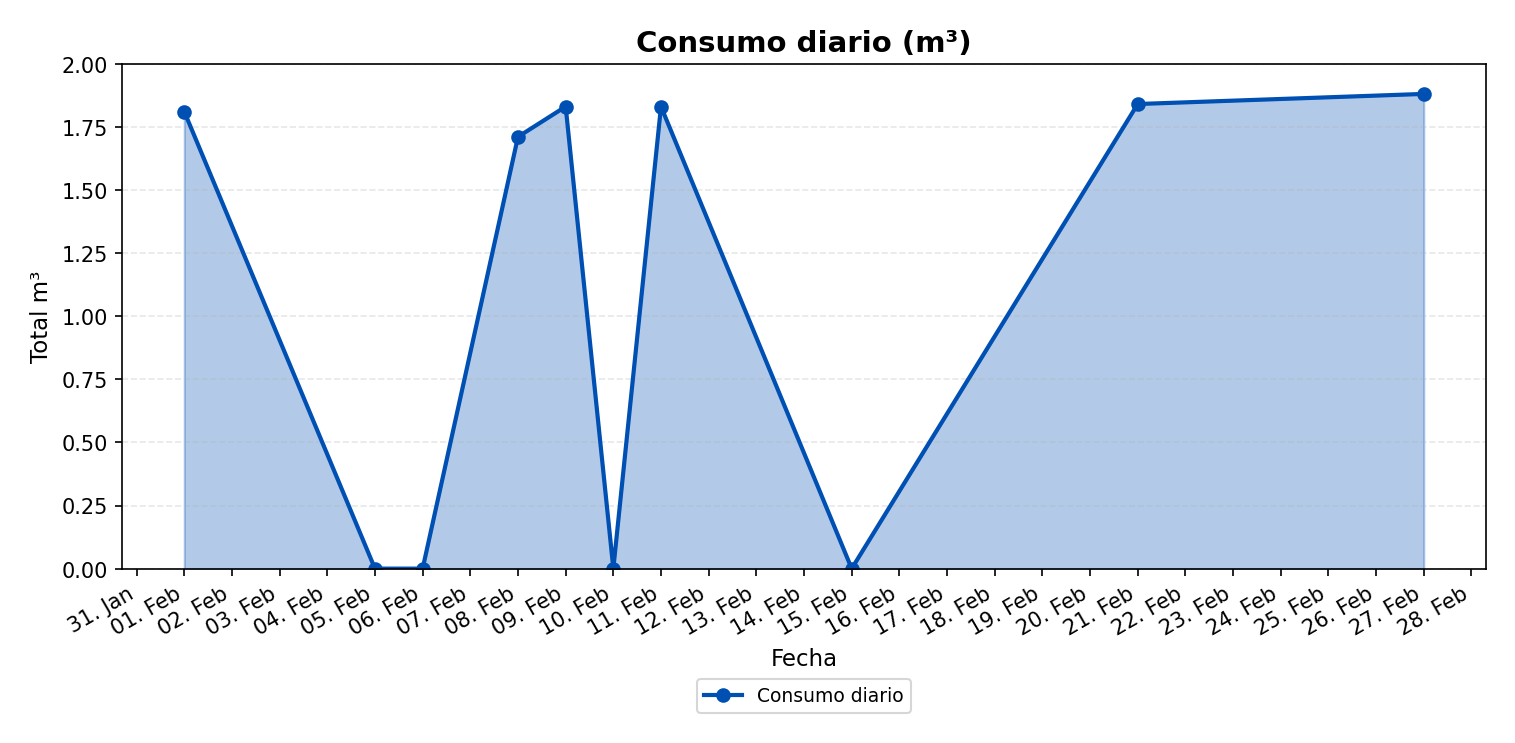 Consumo diario (m³)
Total m³
2.00
1.75
1.50
1.25
1.00
0.75
0.50
0.25
0.00
31. Jan
01. Feb
02. Feb
03. Feb
04. Feb
05. Feb
06. Feb
07. Feb
08. Feb
09. Feb
10. Feb
11. Feb
12. Feb
13. Feb
14. Feb
15. Feb
16. Feb
17. Feb
18. Feb
19. Feb
20. Feb
21. Feb
22. Feb
23. Feb
24. Feb
25. Feb
26. Feb
27. Feb
28. Feb
Fecha
Consumo diario